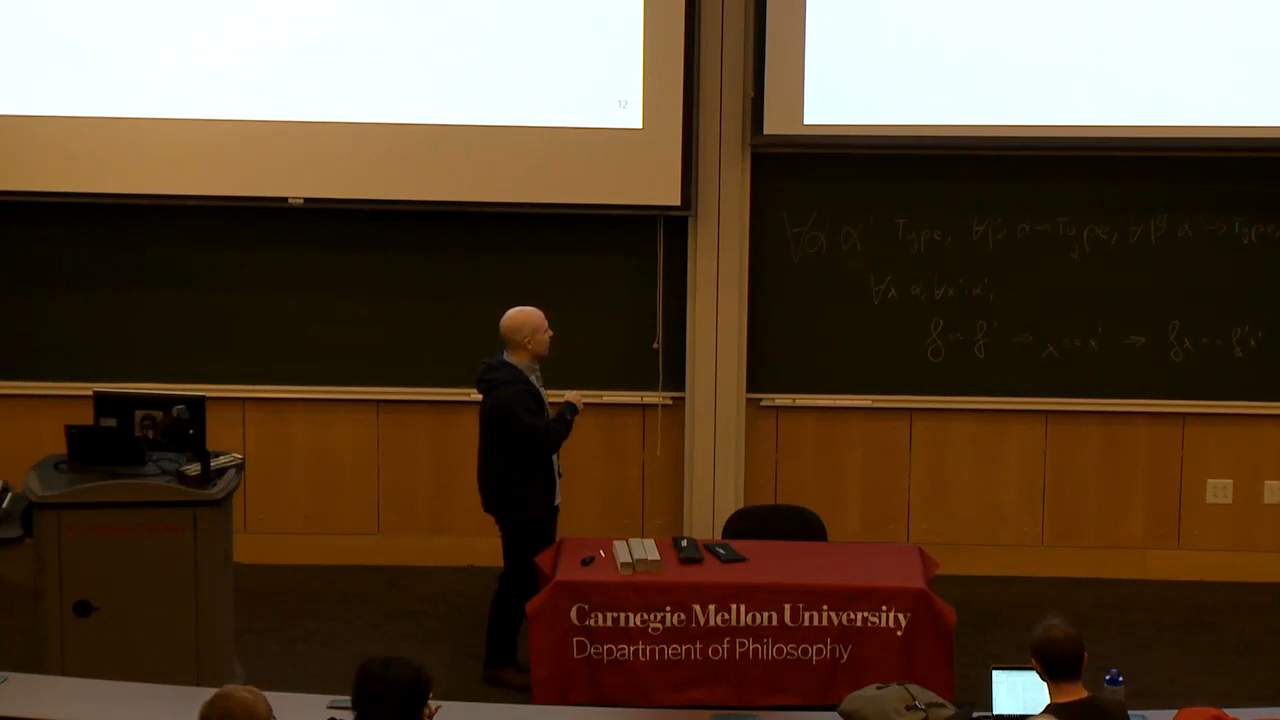 12
∀α α' Type, ∀β α→Type, ∀β' α'→Type
∀x α, ∀x':α',
f == f' → x == x' → f x == f'x'
Carnegie Mellon University
Department of Philosophy